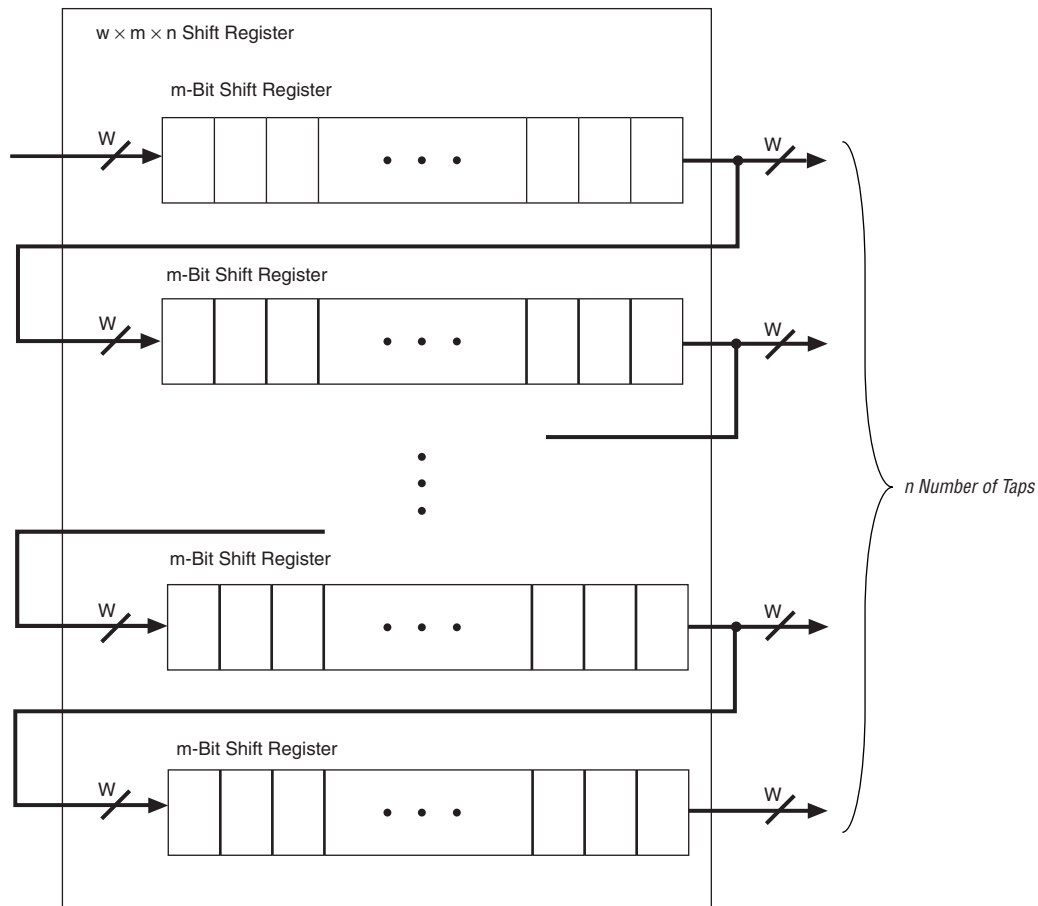 w × m × n Shift Register
m-Bit Shift Register
W
W
m-Bit Shift Register
W
W
n Number of Taps
m-Bit Shift Register
W
W
m-Bit Shift Register
W
W